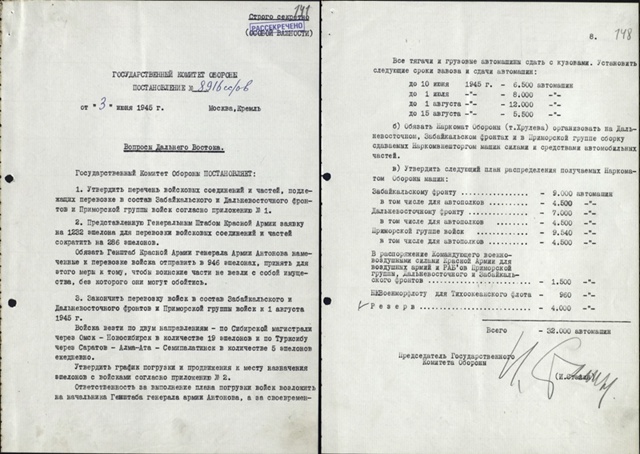 Строго секретно
141
РАССЕКРЕЧЕНО
(ОСОБОЙ ВАЖНОСТИ)
ГОСУДАРСТВЕННЫЙ КОМИТЕТ ОБОРОНЫ
ПОСТАНОВЛЕНИЕ № 8916сс/ов
от "3" июня 1945 г. Москва, Кремль
Вопросы Дальнего Востока.
Государственный Комитет Обороны ПОСТАНОВЛЯЕТ:
1. Утвердить перечень войсковых соединений и частей, подле-
жащих перевозке в состав Забайкальского и Дальневосточного фрон-
тов и Приморской группы войск согласно приложению № 1.
2. Представленную Генеральным Штабом Красной Армии заявку
на 1232 эшелона для перевозки войсковых соединений и частей
сократить на 286 эшелонов.
Обязать Генштаб Красной Армии генерала Антонова намечен-
ные к перевозке войска отправить в 946 эшелонах, принять для
этого меры к тому, чтобы воинские части не везли с собой имуще-
ства, без которого они могут обойтись.
3. Закончить перевозку войск в состав Забайкальского и
Дальневосточного фронтов и Приморской группы войск к 1 августа
1945 г.
Войска везти по двум направлениям - по Сибирской магистрали
через Омск - Новосибирск в количестве 19 эшелонов и по Турксибу
через Саратов - Алма-Ата - Семипалатинск в количестве 5 эшелонов
ежедневно.
Утвердить график погрузки и продвижения к месту назначения
эшелонов с войсками согласно приложению № 2.
Ответственность за выполнение плана погрузки войск возложить
на начальника Генштаба генерала армии Антонова, а за своевремен-
8.
148
Все тягачи и грузовые автомашины сдать с кузовами. Установить
следующие сроки завоза и сдачи автомашин:
до 10 июня 1945 г. - 6.500 автомашин
до 1 июля -"- - 8.000 -"-
до 1 августа -"- - 12.000 -"-
до 15 августа -"- - 5.500 -"-
б) Обязать Наркомат Обороны (т.Хрулева) организовать на Даль-
невосточном, Забайкальском фронтах и в Приморской группе сборку
сдаваемых Наркомвнешторгом машин силами и средствами автомобиль-
ных частей.
в) Утвердить следующий план распределения получаемых Наркома-
том Обороны машин:
Забайкальскому фронту - 9.000 автомашин
в том числе для автополков - 4.500 -"-
Дальневосточному фронту - 7.000 -"-
в том числе для автополков - 4.500 -"-
Приморской группе войск - 9.540 -"-
в том числе для автополков - 4.500 -"-
В распоряжение Командующего военно-
воздушными силами Красной Армии для
воздушных армий и РАБ'ов Приморской
группы, Дальневосточного и Забайкаль-
ского фронтов - 1.500 -"-
НКВоенморфлоту для Тихоокеанского флота - 960 -"-
Резерв - 4.000 -"-
Всего - 32.000 автомашин
Председатель Государственного
Комитета Обороны
(И.Сталин)